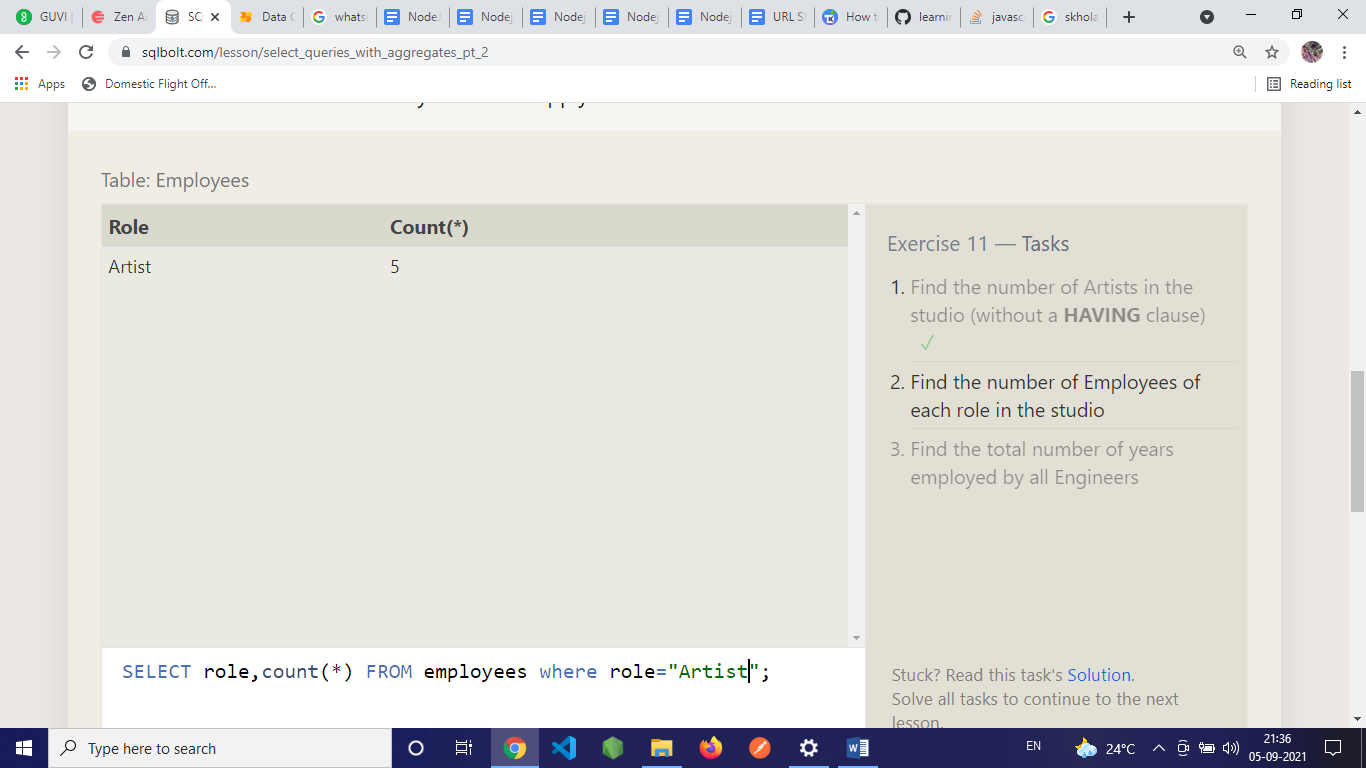 GUVI
Zen Au
SQ
Data C
whats
NodeJ
Nodej
Nodej
Nodej
Nodej
URL S
How t
learnin
javasc
skhola
sqlbolt.com/lesson/select_queries_with_aggregates_pt_2
Apps
Domestic Flight Off...
Reading list
Table: Employees
Role Count(*)
Artist 5
Exercise 11 — Tasks
1. Find the number of Artists in the
studio (without a HAVING clause)
✓
2. Find the number of Employees of
each role in the studio
3. Find the total number of years
employed by all Engineers
SELECT role,count(*) FROM employees where role="Artist";
Stuck? Read this task's Solution.
Solve all tasks to continue to the next
lesson.
Type here to search
EN
24°C
21:36
05-09-2021